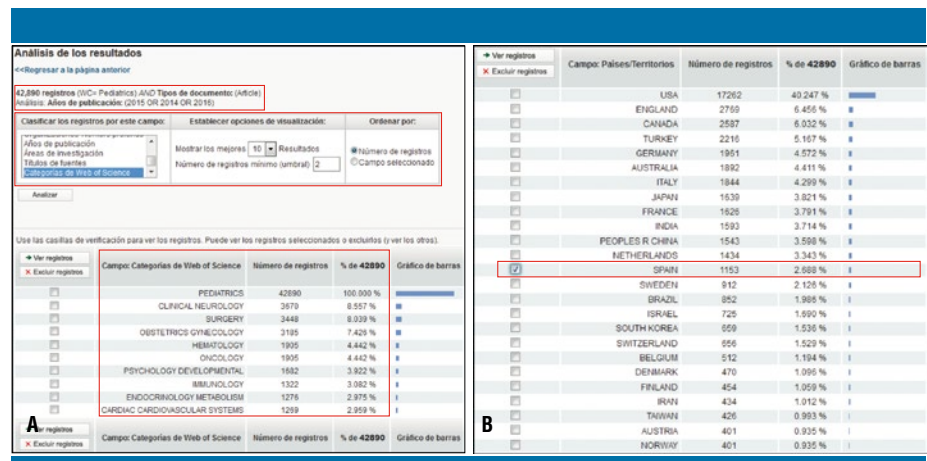 Análisis de los resultados
<<Regresar a la página anterior
42,890 registros (WC= Pediatrics) AND Tipos de documento: (Article)
Análisis: Años de publicación: (2015 OR 2014 OR 2016)
Clasificar los registros por este campo: Establecer opciones de visualización: Ordenar por:
Años de publicación
Áreas de investigación
Títulos de fuentes
Categorías de Web of Science
Mostrar los mejores 10 Resultados
Número de registros mínimo (umbral) 2
Número de registros
Campo seleccionado
Analizar
Use las casillas de verificación para ver los registros. Puede ver los registros seleccionados o excluirlos (y ver los otros).
Ver registros
Excluir registros
Campo: Categorías de Web of Science Número de registros % de 42890 Gráfico de barras
PEDIATRICS 42890 100.000 %
CLINICAL NEUROLOGY 3670 8.557 %
SURGERY 3448 8.039 %
OBSTETRICS GYNECOLOGY 3185 7.426 %
HEMATOLOGY 1905 4.442 %
ONCOLOGY 1905 4.442 %
PSYCHOLOGY DEVELOPMENTAL 1682 3.922 %
IMMUNOLOGY 1322 3.082 %
ENDOCRINOLOGY METABOLISM 1276 2.975 %
CARDIAC CARDIOVASCULAR SYSTEMS 1269 2.959 %
Ver registros
Excluir registros
Campo: Categorías de Web of Science Número de registros % de 42890 Gráfico de barras
A
Ver registros
Excluir registros
Campo: Países/Territorios Número de registros % de 42890 Gráfico de barras
USA 17262 40.247 %
ENGLAND 2769 6.456 %
CANADA 2587 6.032 %
TURKEY 2216 5.167 %
GERMANY 1961 4.572 %
AUSTRALIA 1892 4.411 %
ITALY 1844 4.299 %
JAPAN 1639 3.821 %
FRANCE 1626 3.791 %
INDIA 1593 3.714 %
PEOPLES R CHINA 1543 3.598 %
NETHERLANDS 1434 3.343 %
SPAIN 1153 2.688 %
SWEDEN 912 2.126 %
BRAZIL 852 1.986 %
ISRAEL 725 1.690 %
SOUTH KOREA 659 1.536 %
SWITZERLAND 656 1.529 %
BELGIUM 512 1.194 %
DENMARK 470 1.096 %
FINLAND 454 1.059 %
IRAN 434 1.012 %
TAIWAN 426 0.993 %
AUSTRIA 401 0.935 %
NORWAY 401 0.935 %
B